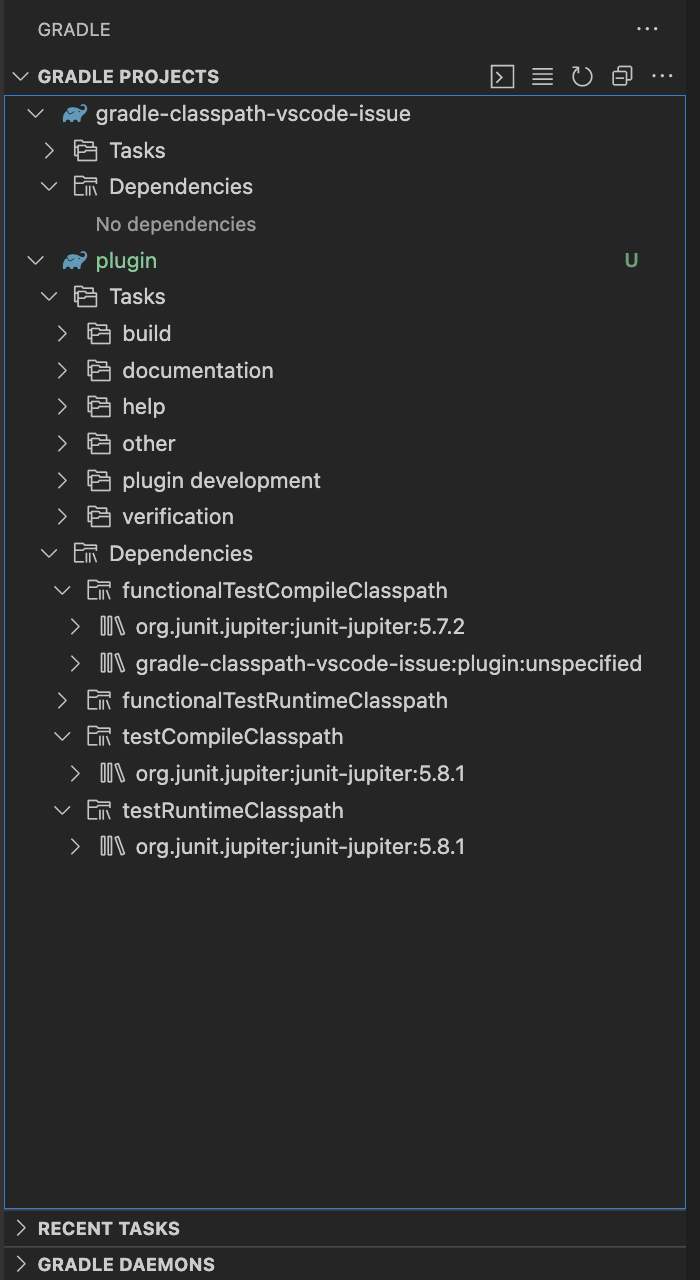 GRADLE
GRADLE PROJECTS
gradle-classpath-vscode-issue
Tasks
Dependencies
No dependencies
plugin U
Tasks
build
documentation
help
other
plugin development
verification
Dependencies
functionalTestCompileClasspath
org.junit.jupiter:junit-jupiter:5.7.2
gradle-classpath-vscode-issue:plugin:unspecified
functionalTestRuntimeClasspath
testCompileClasspath
org.junit.jupiter:junit-jupiter:5.8.1
testRuntimeClasspath
org.junit.jupiter:junit-jupiter:5.8.1
RECENT TASKS
GRADLE DAEMONS